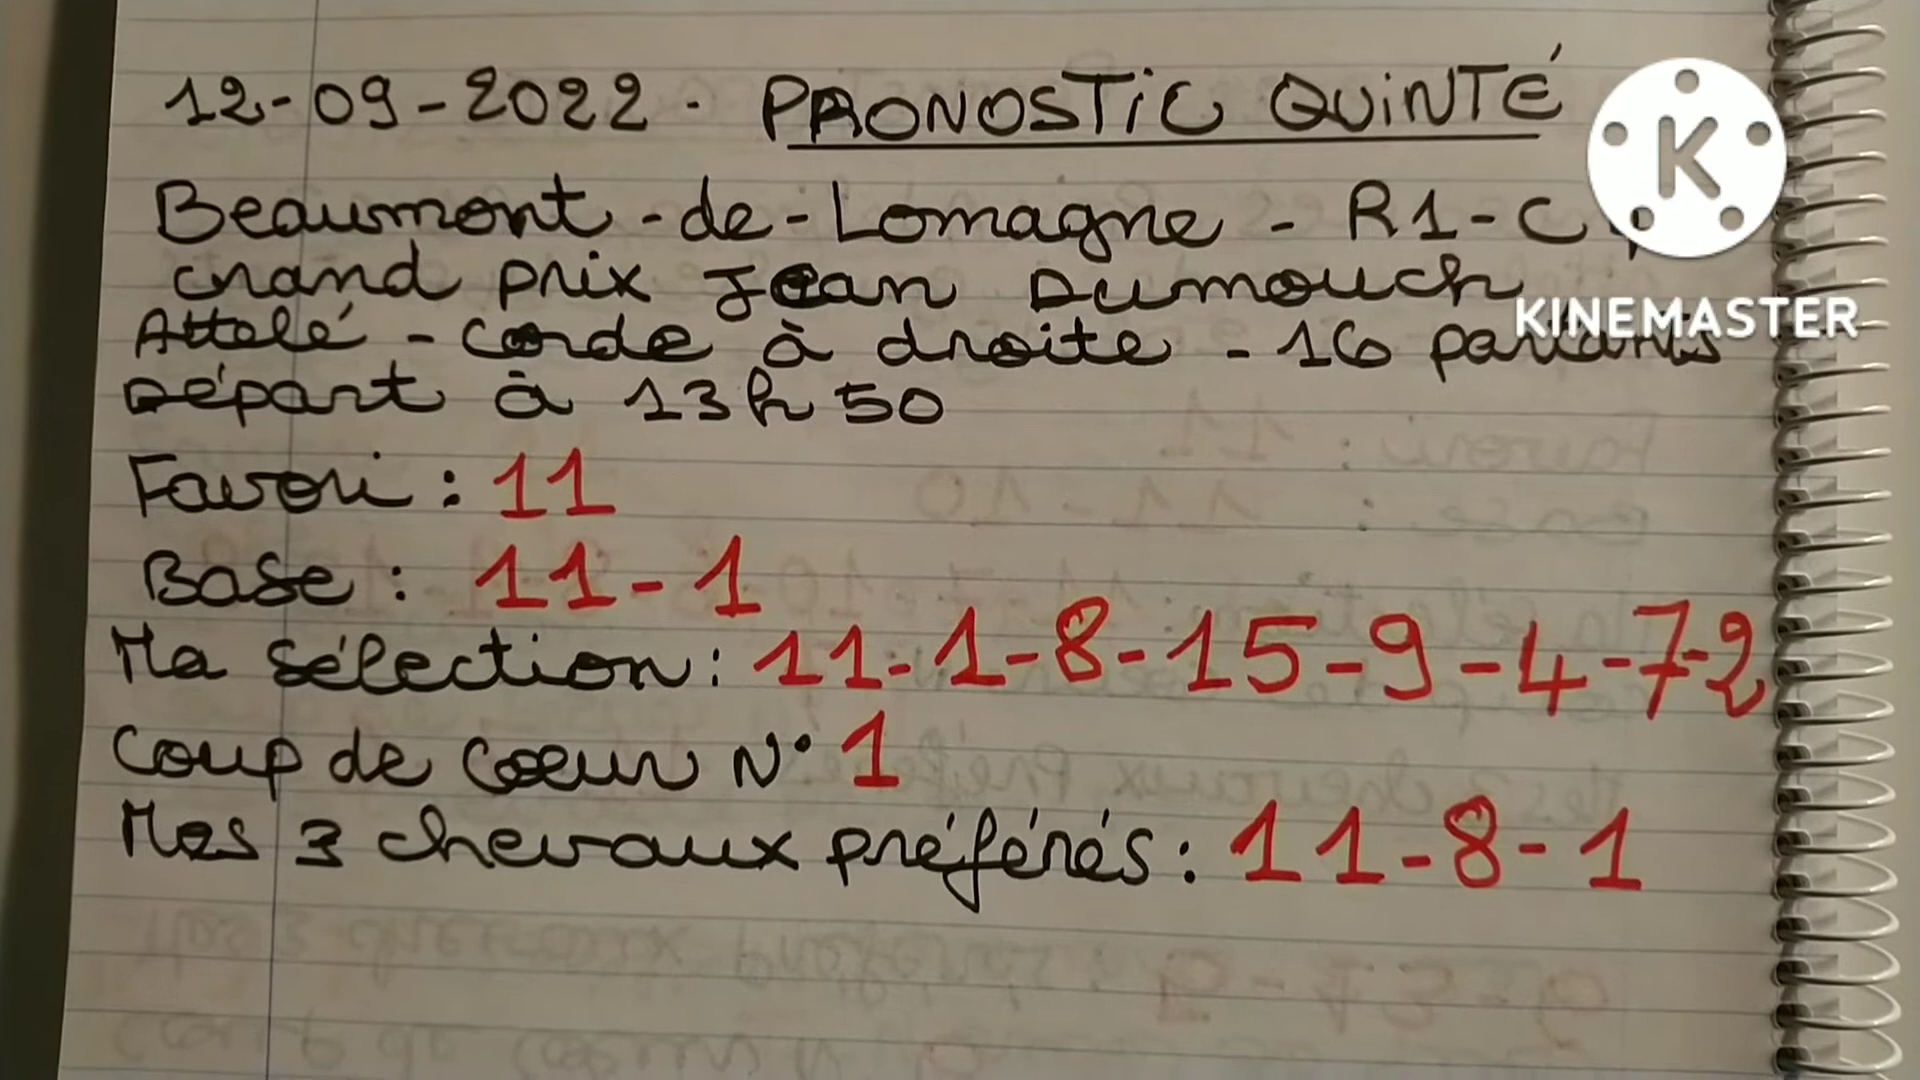 12-09-2022. PRONOSTIC QUINTÉ
Beaumont-de-Lomagne - R1-C
Grand prix Jean Dumouch
Attelé - Corde à droite - 16 partants
Départ à 13h50
Favori : 11
Base : 11-1
Ma sélection : 11-1-8-15-9-4-7-2
Coup de cœur N° 1
Mes 3 chevaux préférés : 11-8-1
K
KINEMASTER